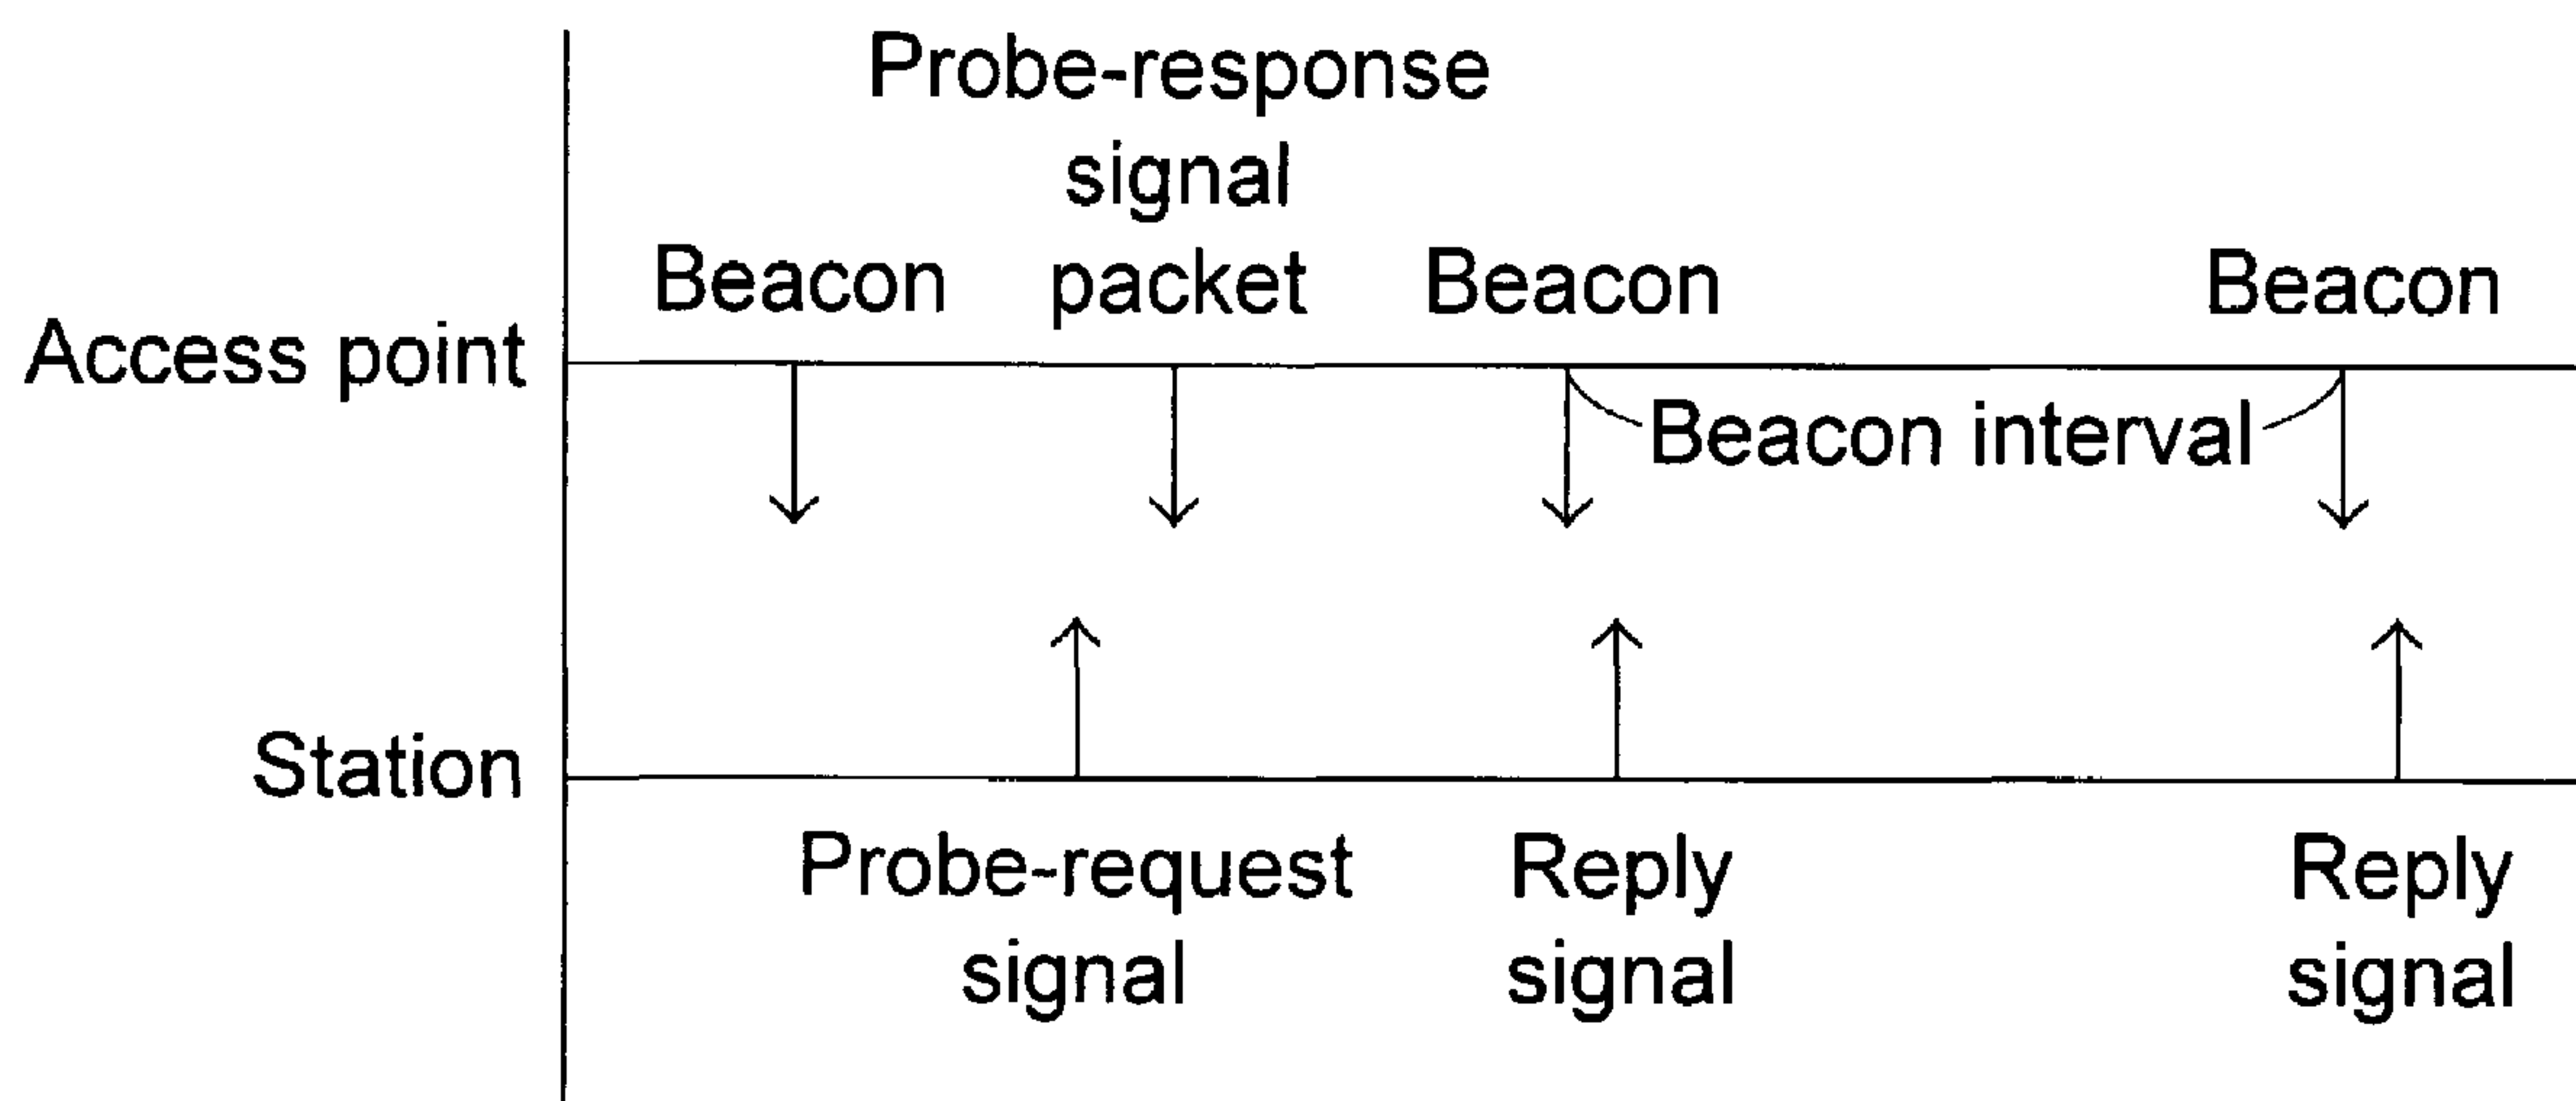 Probe-response
signal
Beacon packet Beacon Beacon
Access point
Beacon interval
Station
Probe-request Reply Reply
signal signal signal